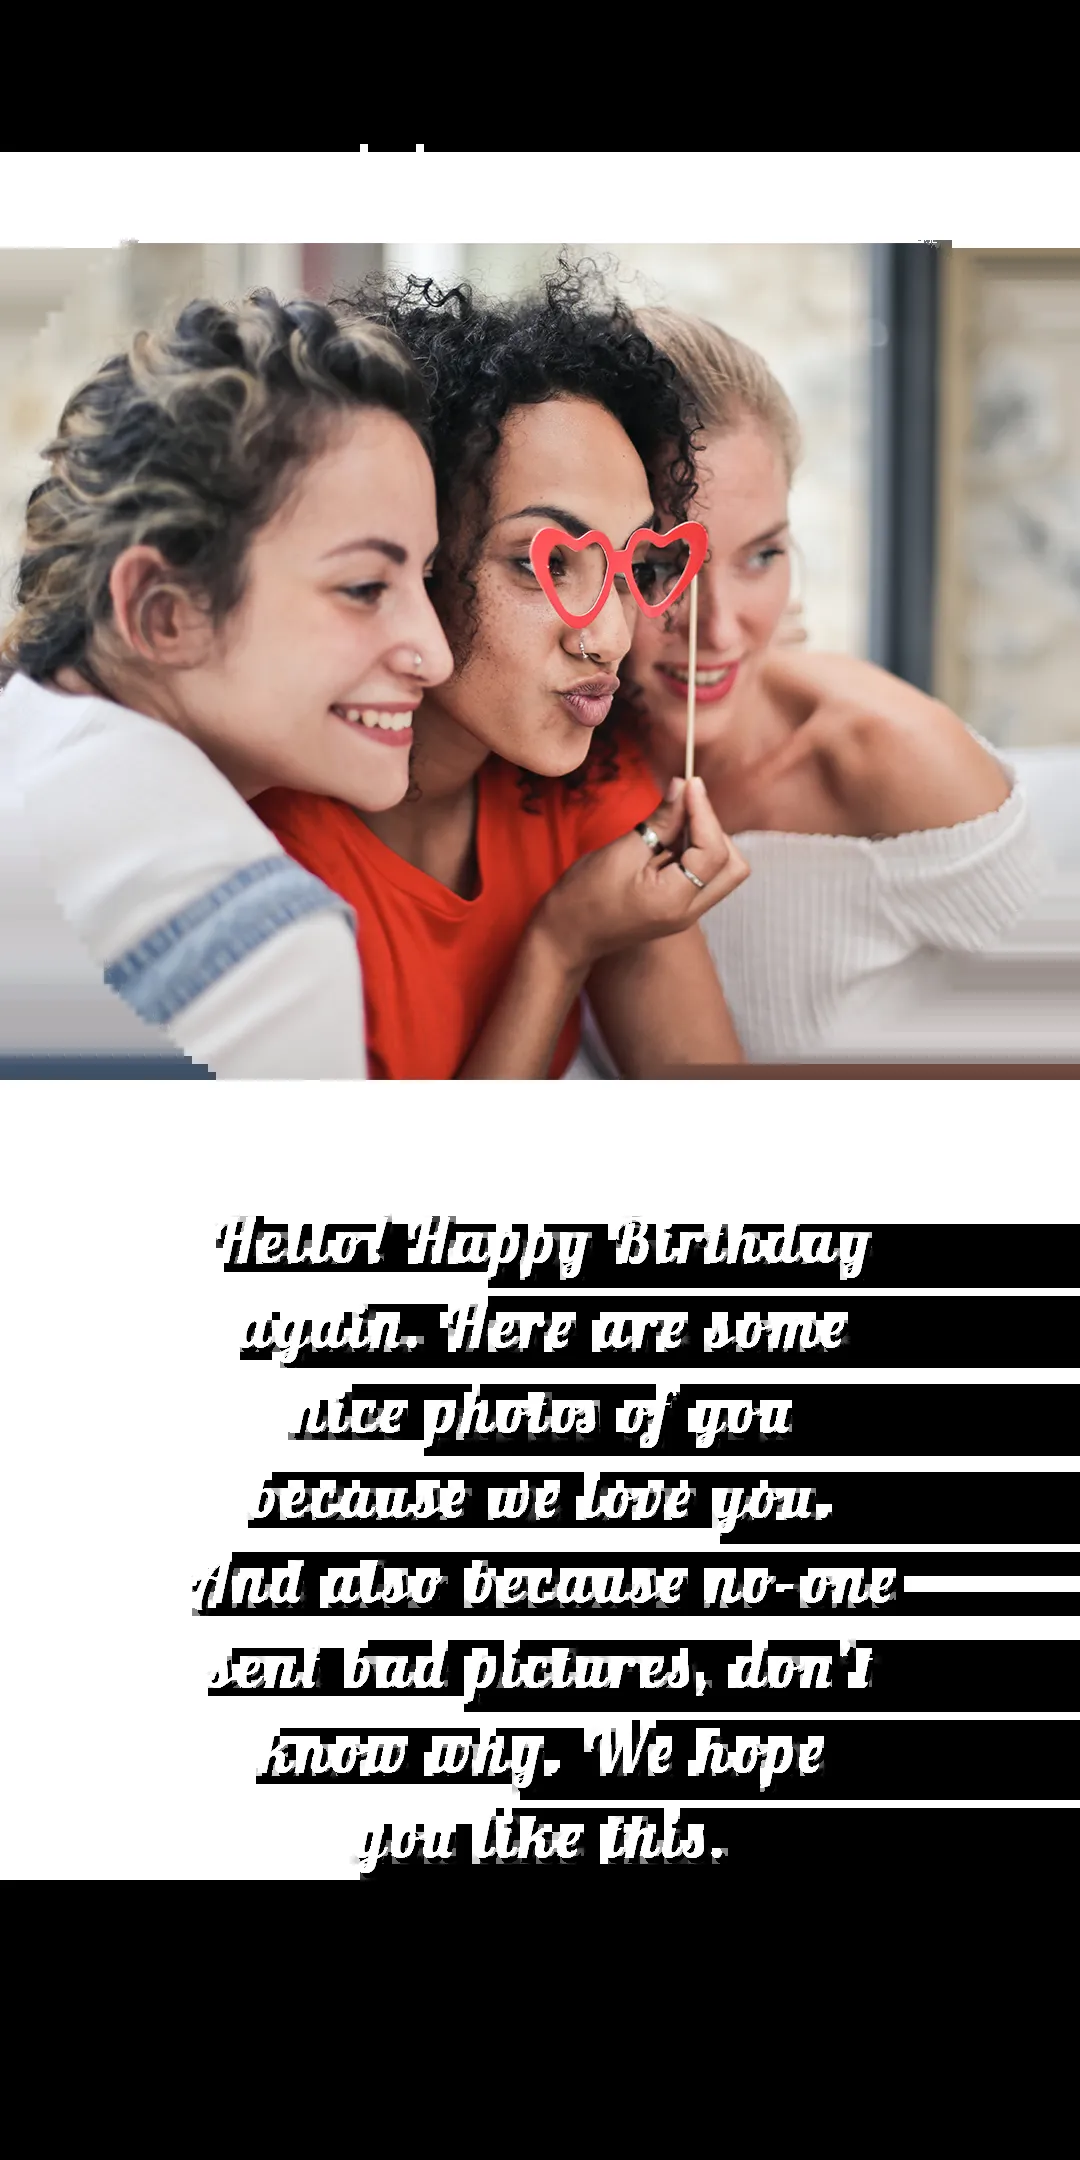 Hello! Happy Birthday
again. Here are some
nice photos of you
because we love you.
And also because no-one
sent bad pictures, don't
know why. We hope
you like this.